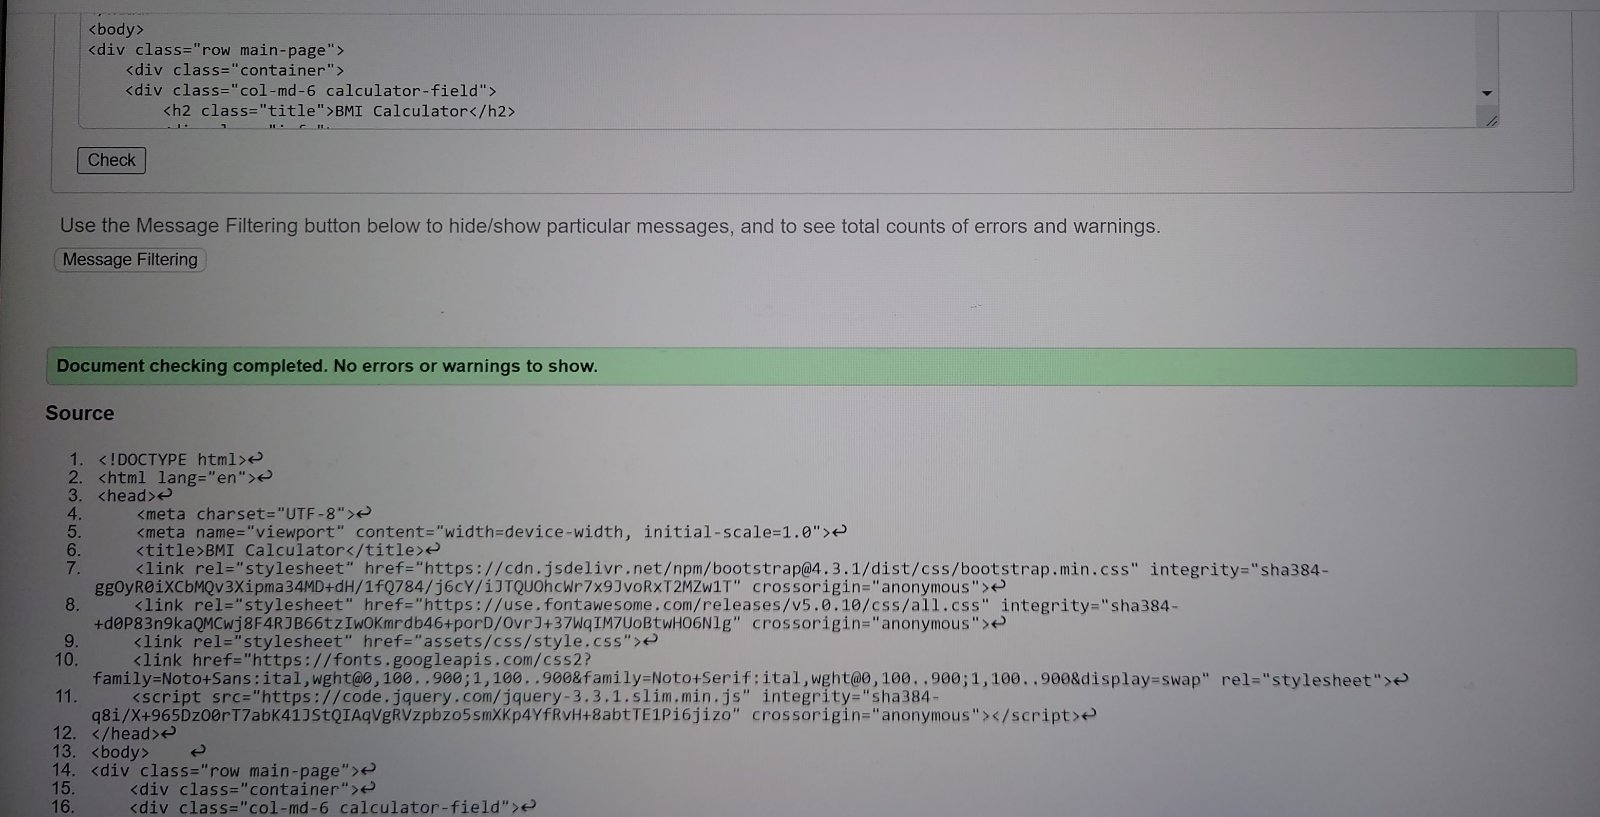 <body>
<div class="row main-page">
<div class="container">
<div class="col-md-6 calculator-field">
<h2 class="title">BMI Calculator</h2>
Check
Use the Message Filtering button below to hide/show particular messages, and to see total counts of errors and warnings.
Message Filtering
Document checking completed. No errors or warnings to show.
Source
1. <!DOCTYPE html>↩
2. <html lang="en">↩
3. <head>↩
4. <meta charset="UTF-8">↩
5. <meta name="viewport" content="width=device-width, initial-scale=1.0">↩
6. <title>BMI Calculator</title>↩
7. <link rel="stylesheet" href="https://cdn.jsdelivr.net/npm/bootstrap@4.3.1/dist/css/bootstrap.min.css" integrity="sha384-
ggOyR0iXCbMQv3Xipma34MD+dH/1fQ784/j6cY/iJTQUOhcWr7x9JvoRxT2MZw1T" crossorigin="anonymous">↩
8. <link rel="stylesheet" href="https://use.fontawesome.com/releases/v5.0.10/css/all.css" integrity="sha384-
+d0P83n9kaQMCwj8F4RJB66tzIwOKmrdb46+porD/OvrJ+37WqIM7UoBtwHO6Nlg" crossorigin="anonymous">↩
9. <link rel="stylesheet" href="assets/css/style.css">↩
10. <link href="https://fonts.googleapis.com/css2?
family=Noto+Sans:ital,wght@0,100..900;1,100..900&family=Noto+Serif:ital,wght@0,100..900;1,100..900&display=swap" rel="stylesheet">↩
11. <script src="https://code.jquery.com/jquery-3.3.1.slim.min.js" integrity="sha384-
q8i/X+965DzO0rT7abK41JStQIAqVgRVzpbzo5smXKp4YfRvH+8abtTE1Pi6jizo" crossorigin="anonymous"></script>↩
12. </head>↩
13. <body> ↩
14. <div class="row main-page">↩
15. <div class="container">↩
16. <div class="col-md-6 calculator-field">↩